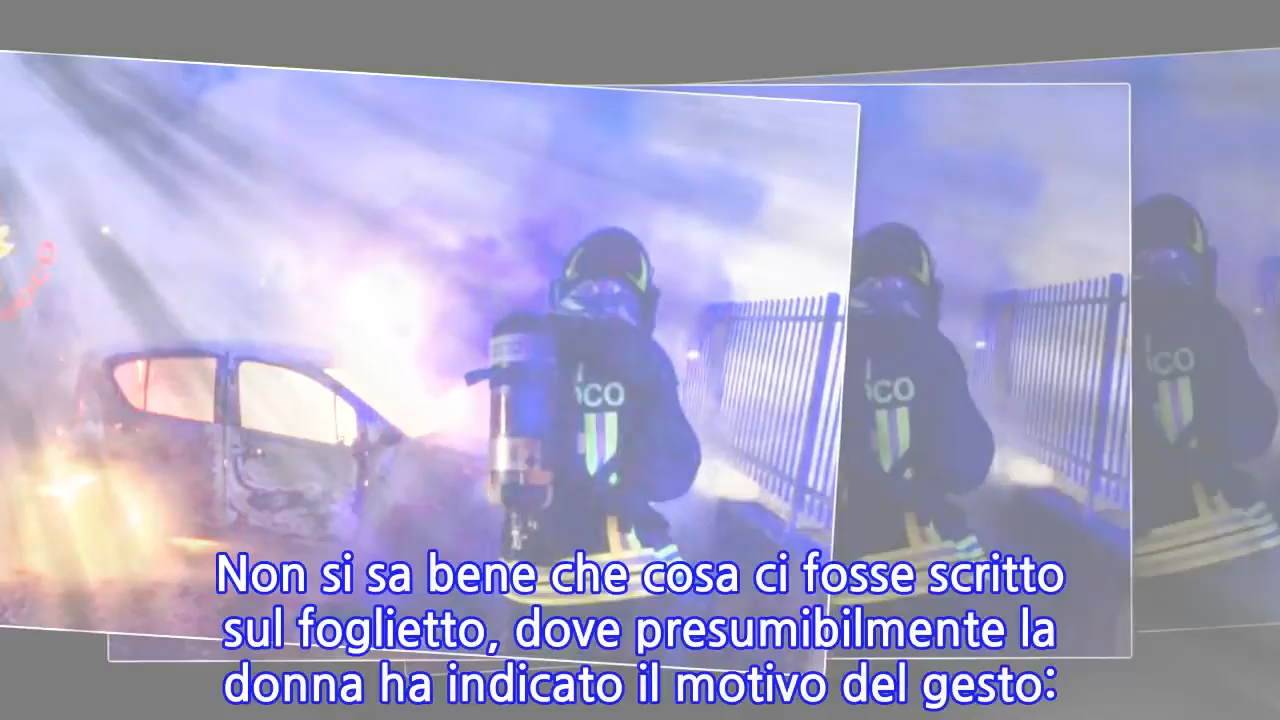 Non si sa bene che cosa ci fosse scritto
sul foglietto, dove presumibilmente la
donna ha indicato il motivo del gesto: